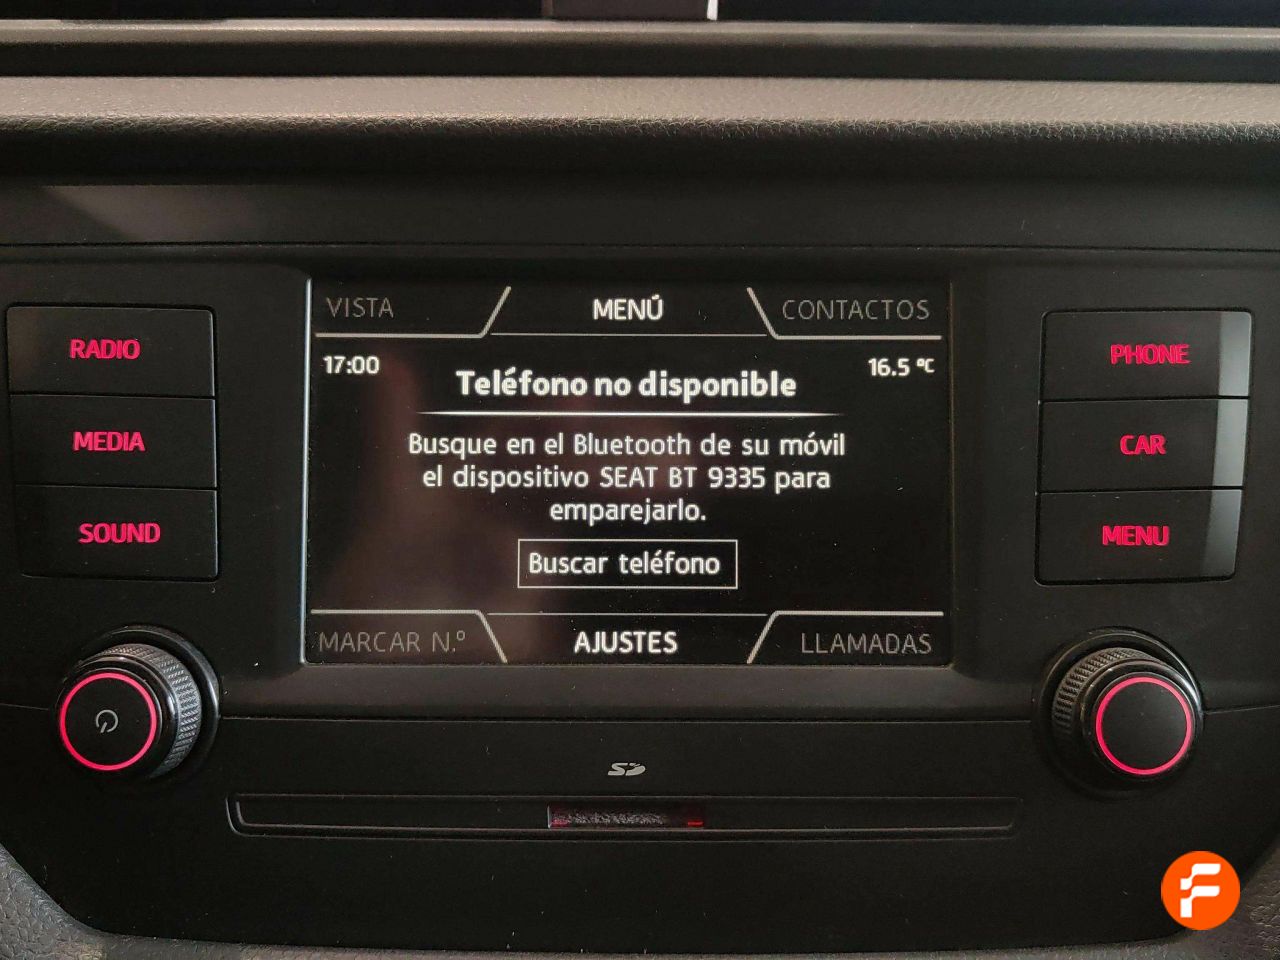 VISTA
MENÚ
CONTACTOS
17:00
16.5 ºC
Teléfono no disponible
Busque en el Bluetooth de su móvil
el dispositivo SEAT BT 9335 para
emparejarlo.
Buscar teléfono
MARCAR N.º
AJUSTES
LLAMADAS
RADIO
MEDIA
SOUND
PHONE
CAR
MENU
SD
F